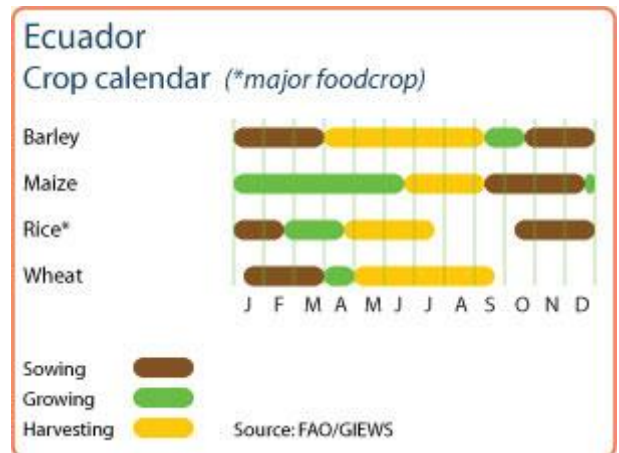 Ecuador
Crop calendar (*major foodcrop)
Barley
Maize
Rice*
Wheat
J F M A M J J A S O N D
Sowing
Growing
Harvesting
Source: FAO/GIEWS